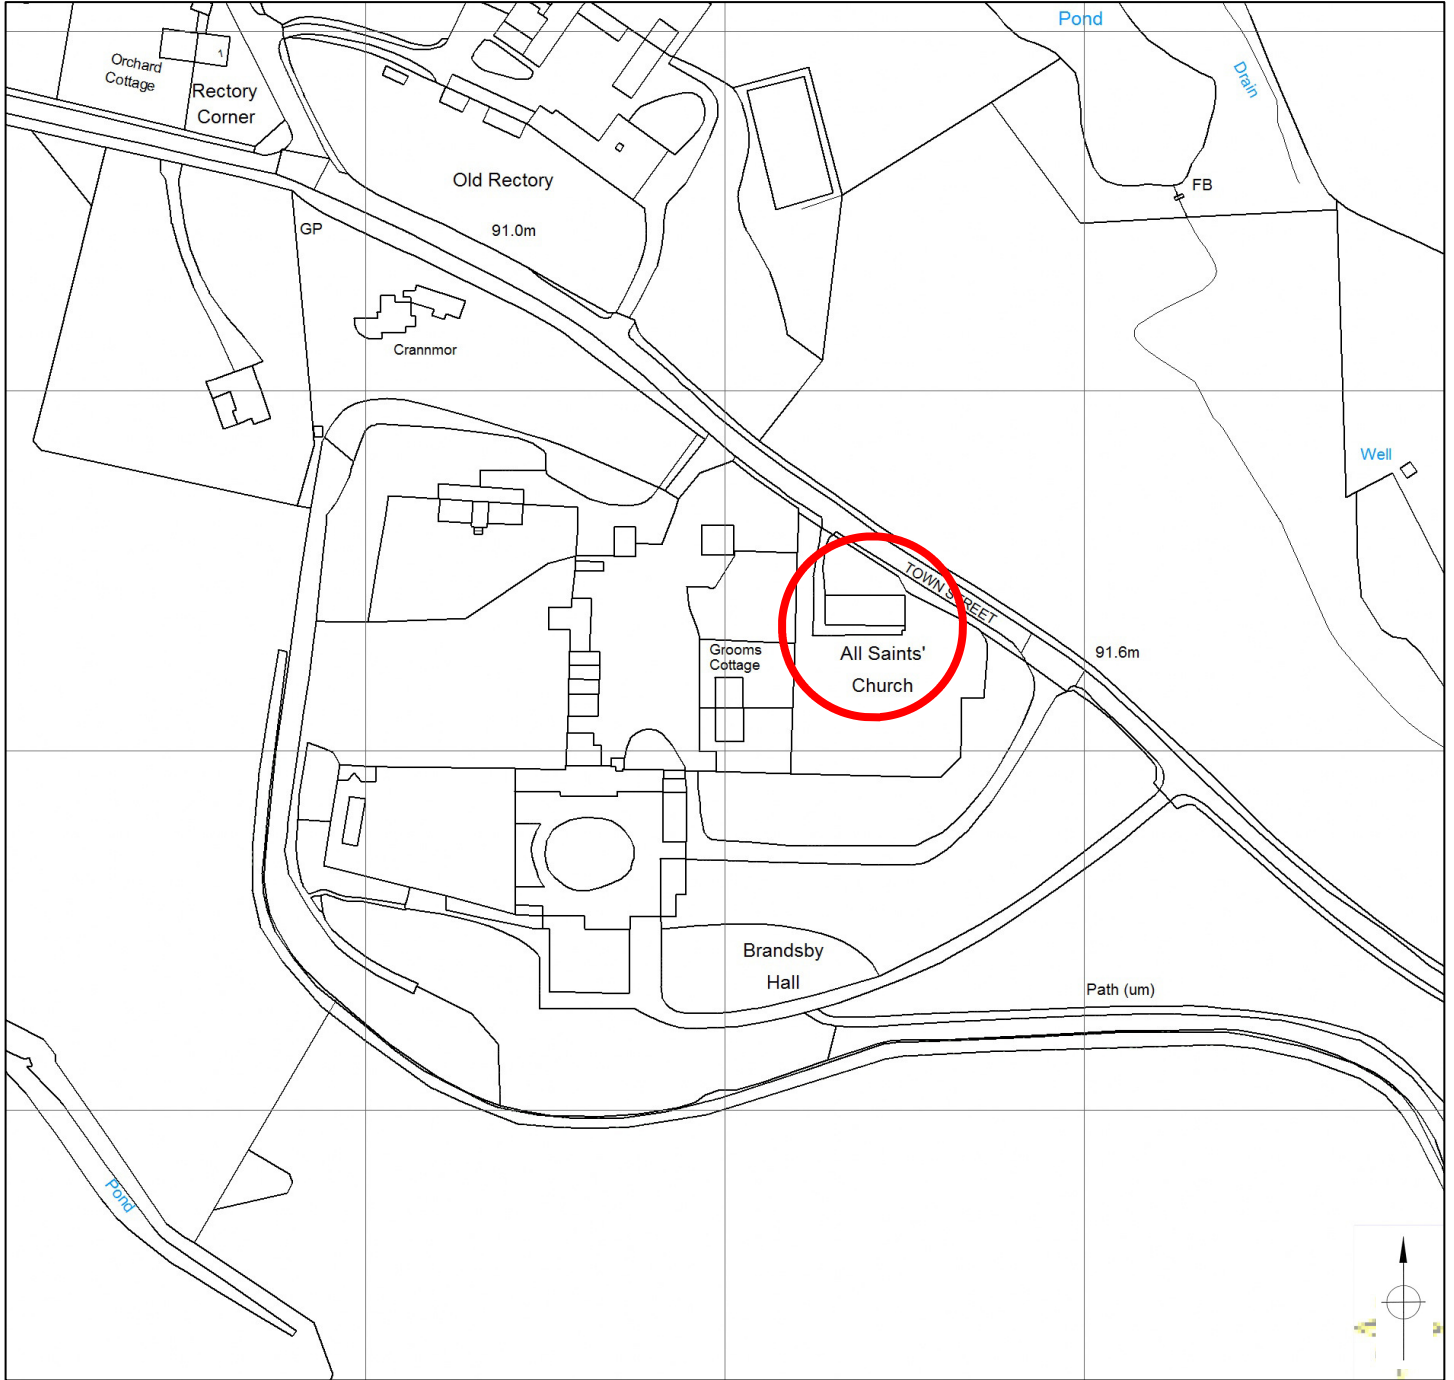 Pond
Drain
Orchard
Cottage
1
Rectory
Corner
Old Rectory
FB
GP
91.0m
Crannmor
Well
TOWN STREET
Grooms
Cottage
All Saints'
Church
91.6m
Brandsby
Hall
Path (um)
Pond